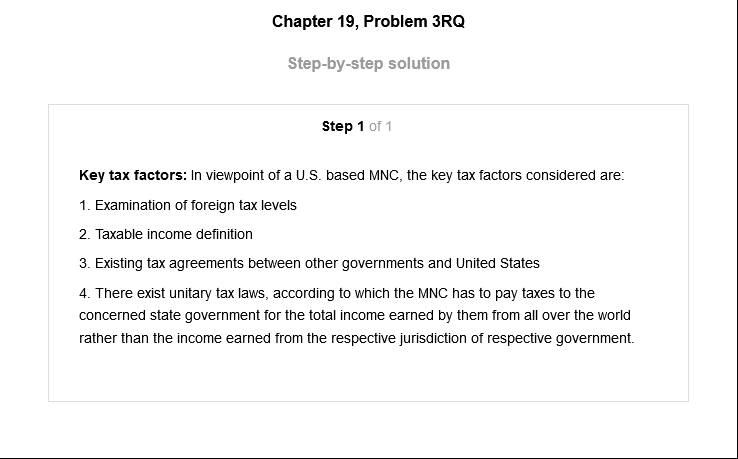 Chapter 19, Problem 3RQ
Step-by-step solution
Step 1 of 1
Key tax factors: In viewpoint of a U.S. based MNC, the key tax factors considered are:
1. Examination of foreign tax levels
2. Taxable income definition
3. Existing tax agreements between other governments and United States
4. There exist unitary tax laws, according to which the MNC has to pay taxes to the
concerned state government for the total income earned by them from all over the world
rather than the income earned from the respective jurisdiction of respective government.